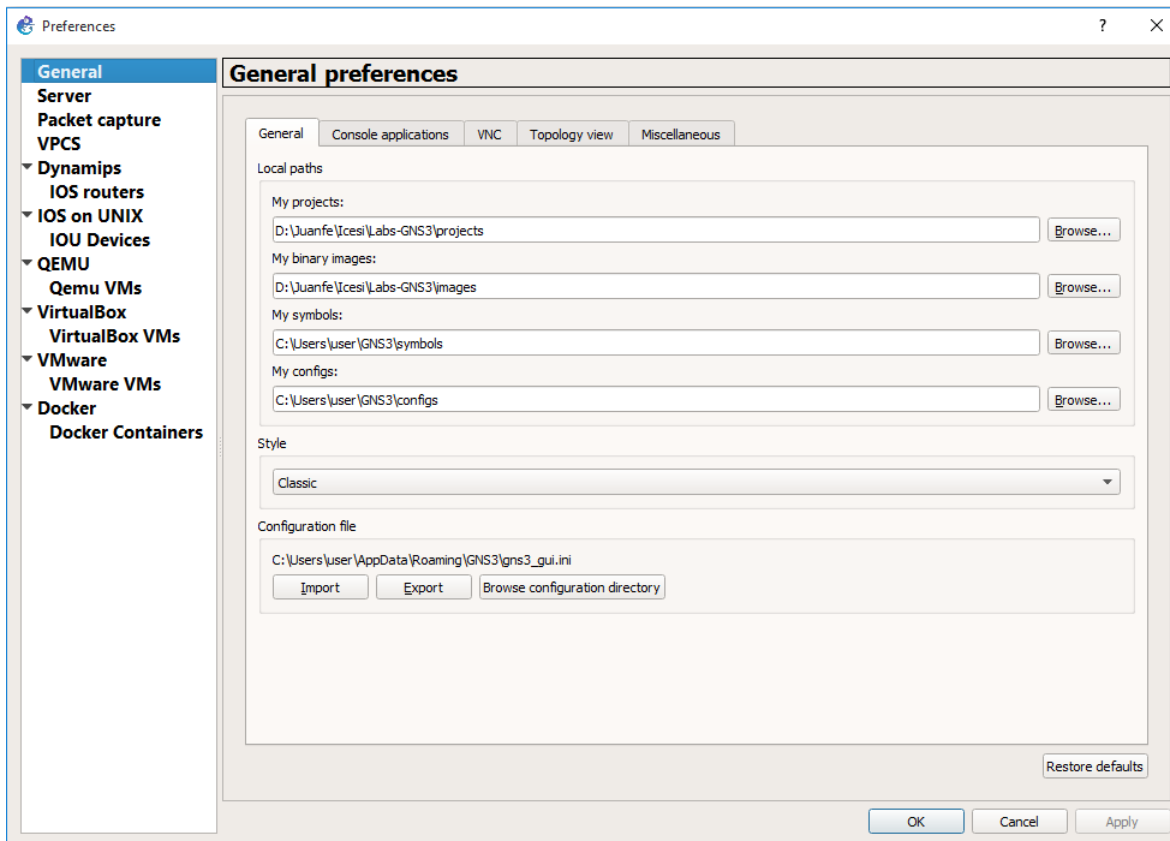 Preferences
?
General
Server
Packet capture
VPCS
Dynamips
IOS routers
IOS on UNIX
IOU Devices
QEMU
Qemu VMs
VirtualBox
VirtualBox VMs
VMware
VMware VMs
Docker
Docker Containers
General preferences
General Console applications VNC Topology view Miscellaneous
Local paths
My projects:
D:\Juanfe\Icesi\Labs-GNS3\projects Browse...
My binary images:
D:\Juanfe\Icesi\Labs-GNS3\images Browse...
My symbols:
C:\Users\user\GNS3\symbols Browse...
My configs:
C:\Users\user\GNS3\configs Browse...
Style
Classic
Configuration file
C:\Users\user\AppData\Roaming\GNS3\gns3_gui.ini
Import Export Browse configuration directory
Restore defaults
OK Cancel Apply